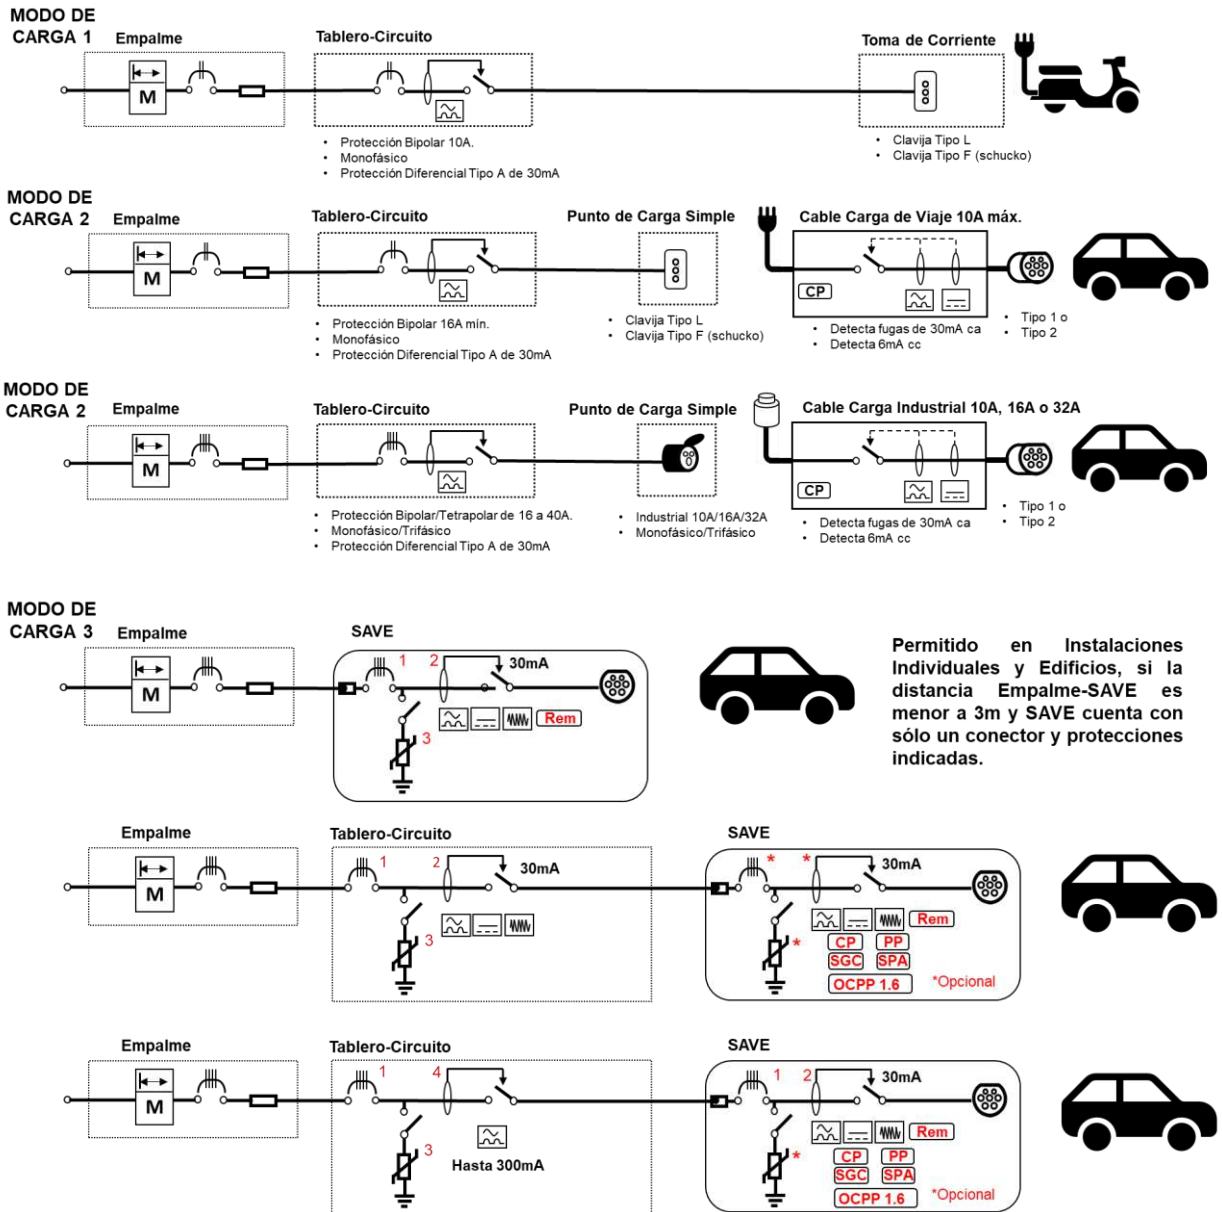 MODO DE
CARGA 1
Empalme
Tablero-Circuito
Toma de Corriente
M
• Protección Bipolar 10A.
• Monofásico
• Protección Diferencial Tipo A de 30mA
• Clavija Tipo L
• Clavija Tipo F (schucko)
MODO DE
CARGA 2
Empalme
Tablero-Circuito
Punto de Carga Simple
Cable Carga de Viaje 10A máx.
M
CP
• Protección Bipolar 16A mín.
• Monofásico
• Protección Diferencial Tipo A de 30mA
• Clavija Tipo L
• Clavija Tipo F (schucko)
• Detecta fugas de 30mA ca
• Detecta 6mA cc
• Tipo 1 o
• Tipo 2
MODO DE
CARGA 2
Empalme
Tablero-Circuito
Punto de Carga Simple
Cable Carga Industrial 10A, 16A o 32A
M
CP
• Protección Bipolar/Tetrapolar de 16 a 40A.
• Monofásico/Trifásico
• Protección Diferencial Tipo A de 30mA
• Industrial 10A/16A/32A
• Monofásico/Trifásico
• Detecta fugas de 30mA ca
• Detecta 6mA cc
• Tipo 1 o
• Tipo 2
MODO DE
CARGA 3
Empalme
SAVE
M
1
2
30mA
Rem
3
Permitido en Instalaciones
Individuales y Edificios, si la
distancia Empalme-SAVE es
menor a 3m y SAVE cuenta con
sólo un conector y protecciones
indicadas.
Empalme
Tablero-Circuito
SAVE
M
1
2
30mA
3
*
*
30mA
Rem
*
CP PP
SGC SPA
OCPP 1.6
*Opcional
Empalme
Tablero-Circuito
SAVE
M
1
4
3
Hasta 300mA
1
2
30mA
Rem
*
CP PP
SGC SPA
OCPP 1.6
*Opcional